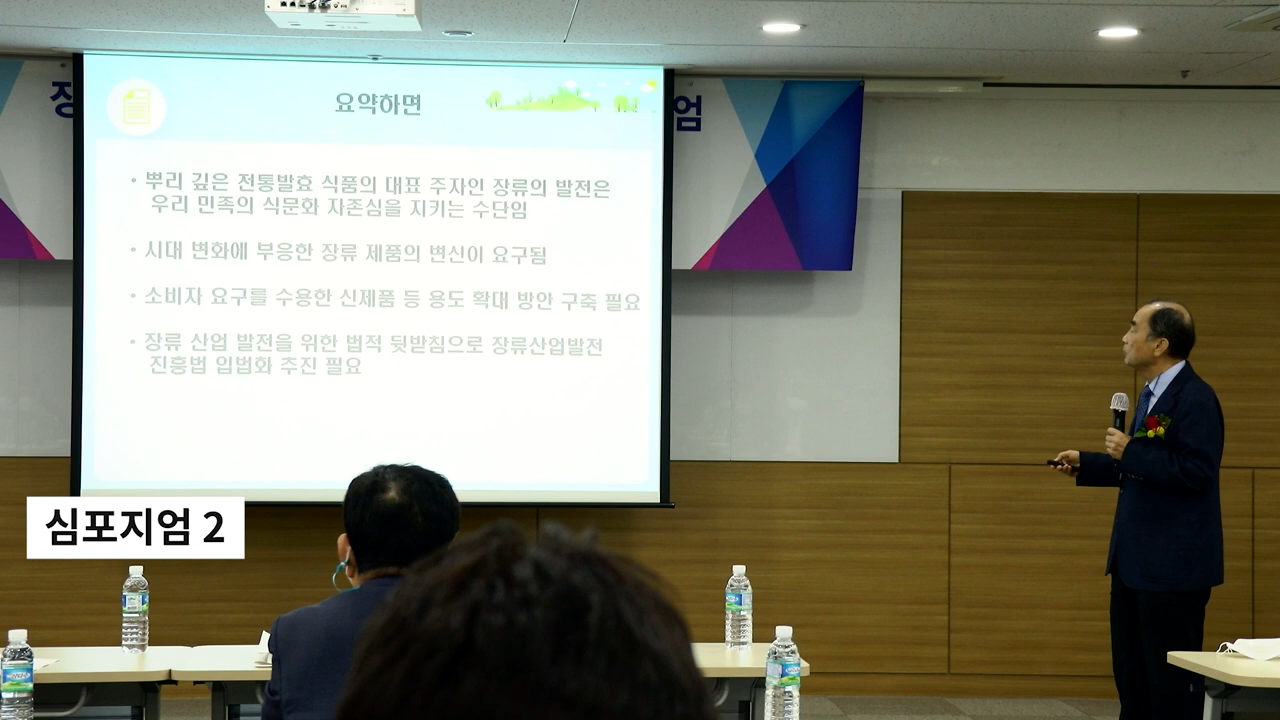 장
엄
요약하면
• 뿌리 깊은 전통발효 식품의 대표 주자인 장류의 발전은
우리 민족의 식문화 자존심을 지키는 수단임
• 시대 변화에 부응한 장류 제품의 변신이 요구됨
• 소비자 요구를 수용한 신제품 등 용도 확대 방안 구축 필요
• 장류 산업 발전을 위한 법적 뒷받침으로 장류산업발전
진흥법 입법화 추진 필요
심포지엄 2